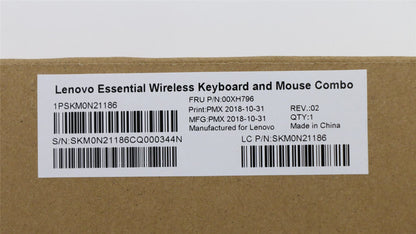 Lenovo Essential Wireless Keyboard and Mouse Combo
1PSKM0N21186
FRU P/N:00XH796
Print:PMX 2018-10-31
REV.:02
MFG:PMX 2018-10-31
QTY:1
Manufactured for Lenovo
Made in China
S/N:SKM0N21186CQ000344N
LC P/N:SKM0N21186